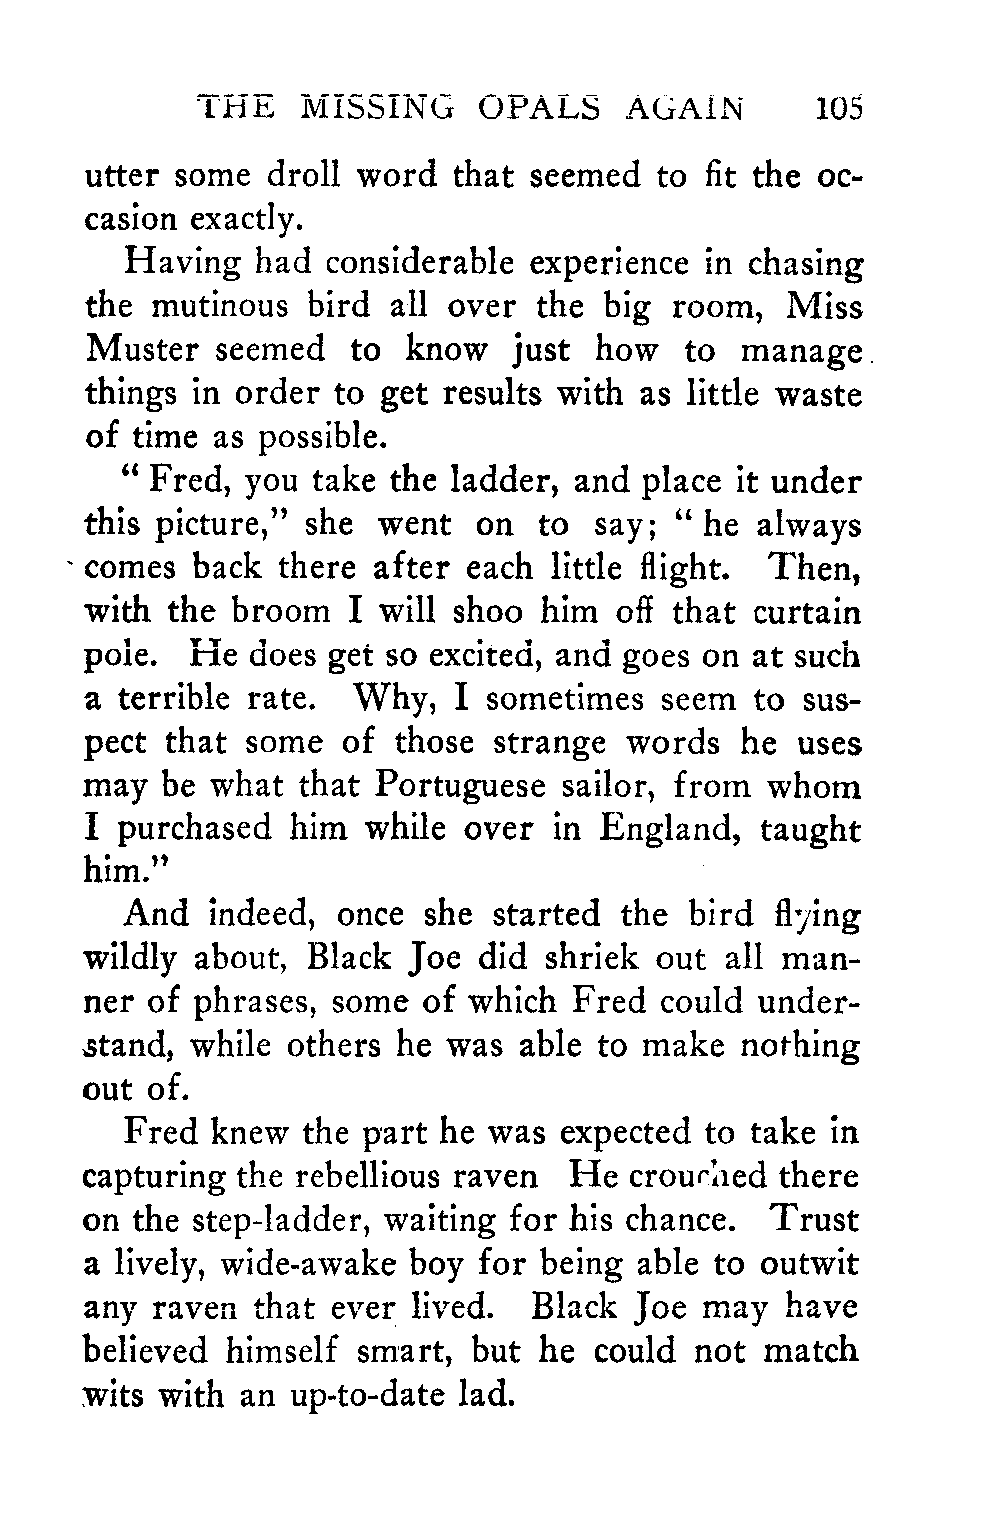 THE MISSING OPALS AGAIN 105
utter some droll word that seemed to fit the oc-
casion exactly.
Having had considerable experience in chasing
the mutinous bird all over the big room, Miss
Muster seemed to know just how to manage
things in order to get results with as little waste
of time as possible.
" Fred, you take the ladder, and place it under
this picture," she went on to say; " he always
comes back there after each little flight. Then,
with the broom I will shoo him off that curtain
pole. He does get so excited, and goes on at such
a terrible rate. Why, I sometimes seem to sus-
pect that some of those strange words he uses
may be what that Portuguese sailor, from whom
I purchased him while over in England, taught
him."
And indeed, once she started the bird flying
wildly about, Black Joe did shriek out all man-
ner of phrases, some of which Fred could under-
stand, while others he was able to make nothing
out of.
Fred knew the part he was expected to take in
capturing the rebellious raven He crouched there
on the step-ladder, waiting for his chance. Trust
a lively, wide-awake boy for being able to outwit
any raven that ever lived. Black Joe may have
believed himself smart, but he could not match
wits with an up-to-date lad.